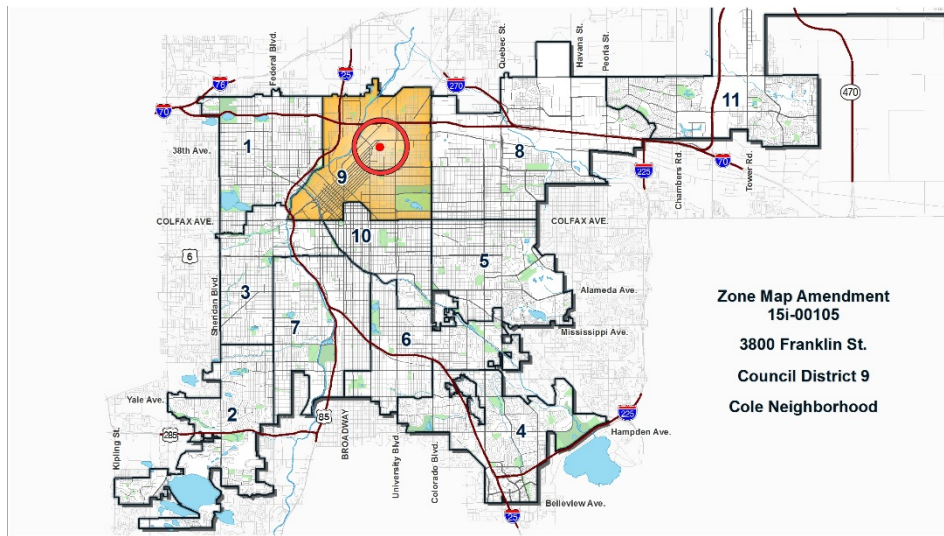 Federal Blvd.
Quebec St.
Havana St.
Peoria St.
25
70
270
70
470
11
1
38th Ave.
8
9
225
70
Chambers Rd.
Tower Rd.
COLFAX AVE.
COLFAX AVE.
10
6
5
Sheridan Blvd
3
Alameda Ave.
Zone Map Amendment
15i-00105
Mississippi Ave.
7
6
3800 Franklin St.
Council District 9
Yale Ave.
2
85
4
225
Cole Neighborhood
Kipling St.
285
BROADWAY
University Blvd
Colorado Blvd.
Hampden Ave.
Belleview Ave.
25